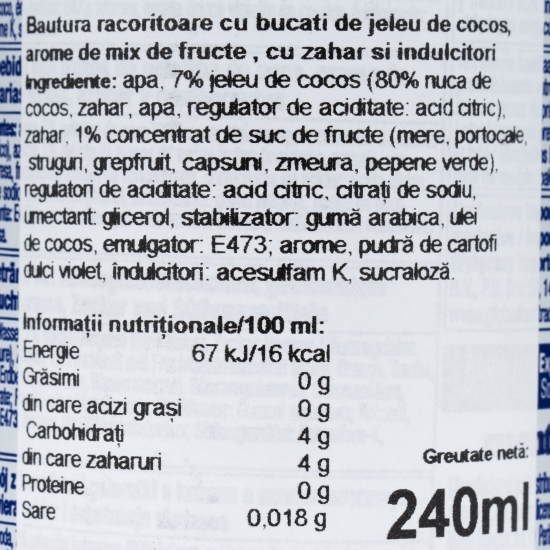 Bautura racoritoare cu bucati de jeleu de cocos,
arome de mix de fructe , cu zahar si indulcitori
Ingrediente: apa, 7% jeleu de cocos (80% nuca de
cocos, zahar, apa, regulator de aciditate: acid citric),
zahar, 1% concentrat de suc de fructe (mere, portocale,
struguri, grepfruit, capsuni, zmeura, pepene verde),
regulatori de aciditate: acid citric, citrați de sodiu,
umectant: glicerol, stabilizator: gumă arabica, ulei
de cocos, emulgator: E473; arome, pudră de cartofi
dulci violet, îndulcitori: acesulfam K, sucraloză.
Informații nutriționale/100 ml:
Energie 67 kJ/16 kcal
Grăsimi 0 g
din care acizi grasi 0 g
Carbohidrați 4 g
din care zaharuri 4 g
Proteine 0 g
Sare 0,018 g
Greutate netă:
240ml